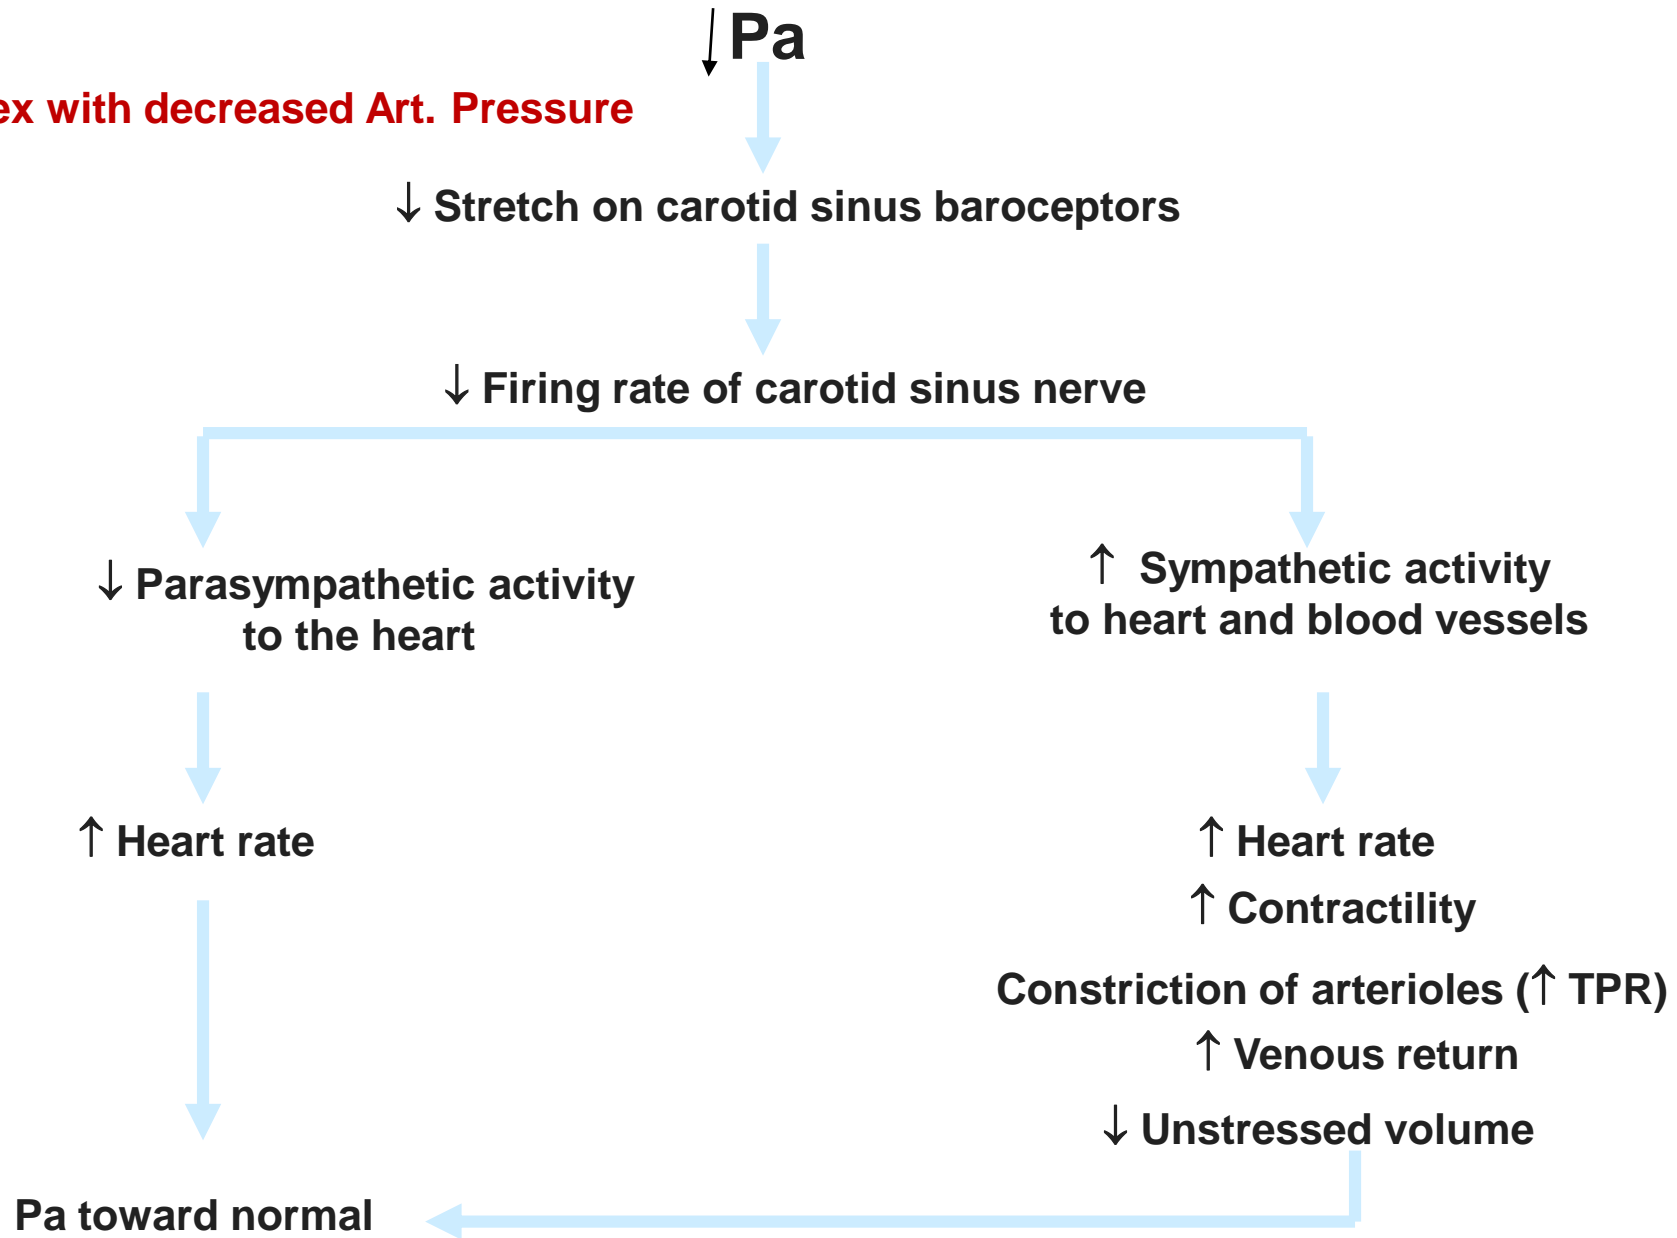 ↓ Pa
ex with decreased Art. Pressure
↓ Stretch on carotid sinus baroceptors
↓ Firing rate of carotid sinus nerve
↓ Parasympathetic activity
to the heart
↑ Sympathetic activity
to heart and blood vessels
↑ Heart rate
↑ Heart rate
↑ Contractility
Constriction of arterioles (↑ TPR)
↑ Venous return
↓ Unstressed volume
Pa toward normal